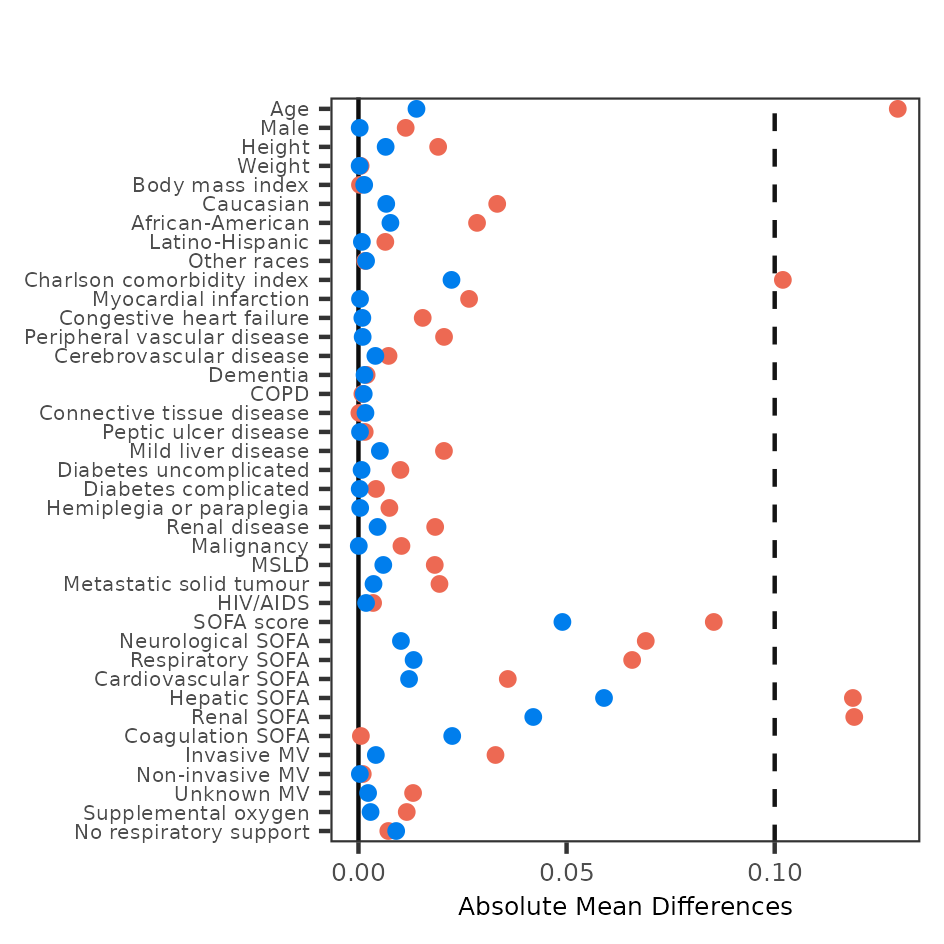 Age
Male
Height
Weight
Body mass index
Caucasian
African-American
Latino-Hispanic
Other races
Charlson comorbidity index
Myocardial infarction
Congestive heart failure
Peripheral vascular disease
Cerebrovascular disease
Dementia
COPD
Connective tissue disease
Peptic ulcer disease
Mild liver disease
Diabetes uncomplicated
Diabetes complicated
Hemiplegia or paraplegia
Renal disease
Malignancy
MSLD
Metastatic solid tumour
HIV/AIDS
SOFA score
Neurological SOFA
Respiratory SOFA
Cardiovascular SOFA
Hepatic SOFA
Renal SOFA
Coagulation SOFA
Invasive MV
Non-invasive MV
Unknown MV
Supplemental oxygen
No respiratory support
0.00 0.05 0.10
Absolute Mean Differences